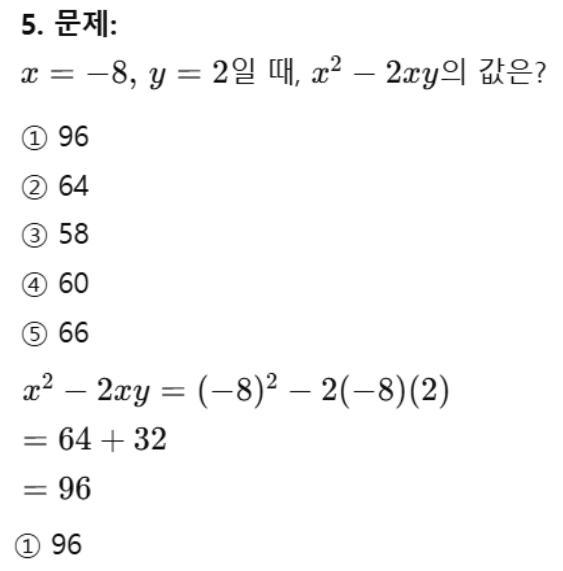 5. 문제:
x = −8, y = 2일 때, x² − 2xy의 값은?
① 96
② 64
③ 58
④ 60
⑤ 66
x² − 2xy = (−8)² − 2(−8)(2)
= 64 + 32
= 96
① 96